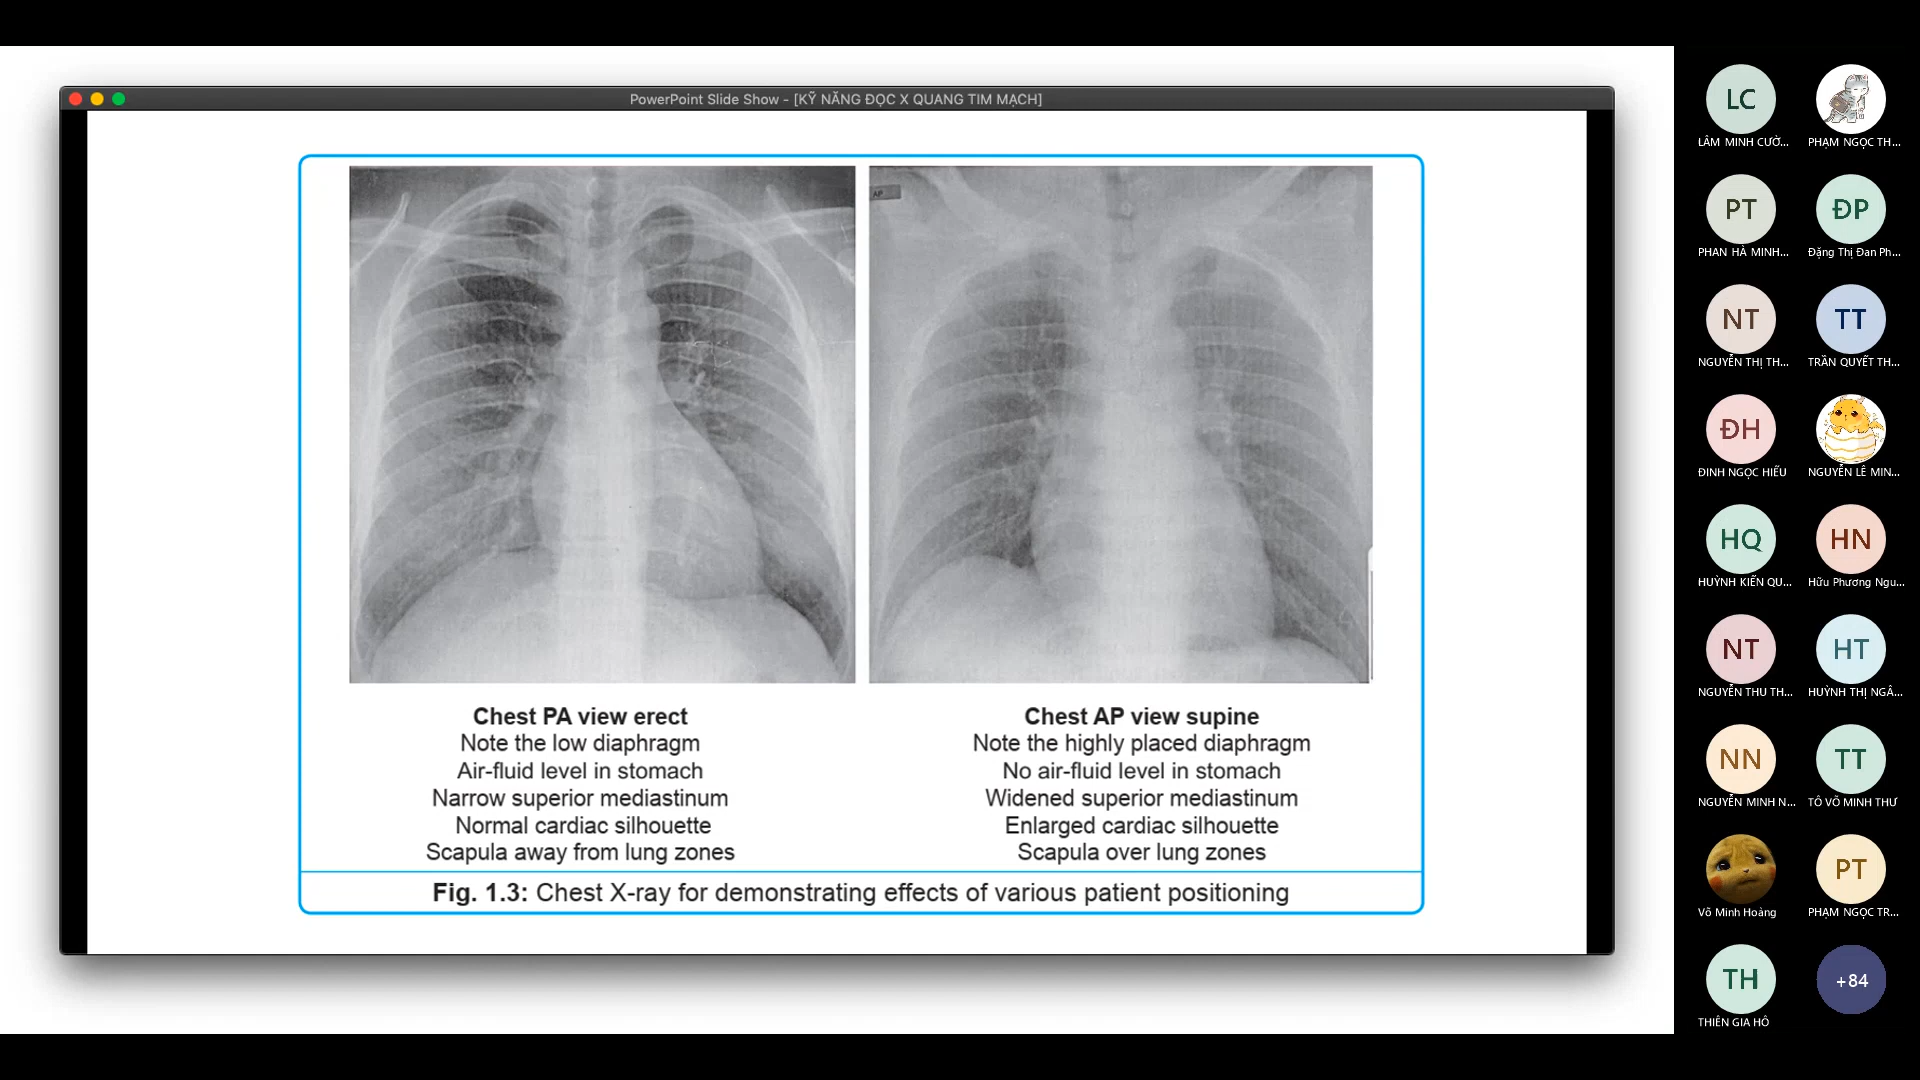 PowerPoint Slide Show - [KỸ NĂNG ĐỌC X QUANG TIM MẠCH]
AP
Chest PA view erect
Note the low diaphragm
Air-fluid level in stomach
Narrow superior mediastinum
Normal cardiac silhouette
Scapula away from lung zones
Chest AP view supine
Note the highly placed diaphragm
No air-fluid level in stomach
Widened superior mediastinum
Enlarged cardiac silhouette
Scapula over lung zones
Fig. 1.3: Chest X-ray for demonstrating effects of various patient positioning
LC
LÂM MINH CƯỜ...
PHẠM NGỌC TH...
PT
PHAN HÀ MINH...
ĐP
Đặng Thị Đan Ph...
NT
NGUYỄN THỊ TH...
TT
TRẦN QUYẾT TH...
ĐH
ĐINH NGỌC HIẾU
NGUYỄN LÊ MIN...
HQ
HUỲNH KIẾN QU...
HN
Hữu Phương Ngu...
NT
NGUYỄN THU TH...
HT
HUỲNH THỊ NGÂ...
NN
NGUYỄN MINH N...
TT
TÔ VÕ MINH THƯ
Võ Minh Hoàng
PT
PHẠM NGỌC TR...
TH
THIÊN GIA HỒ
+84